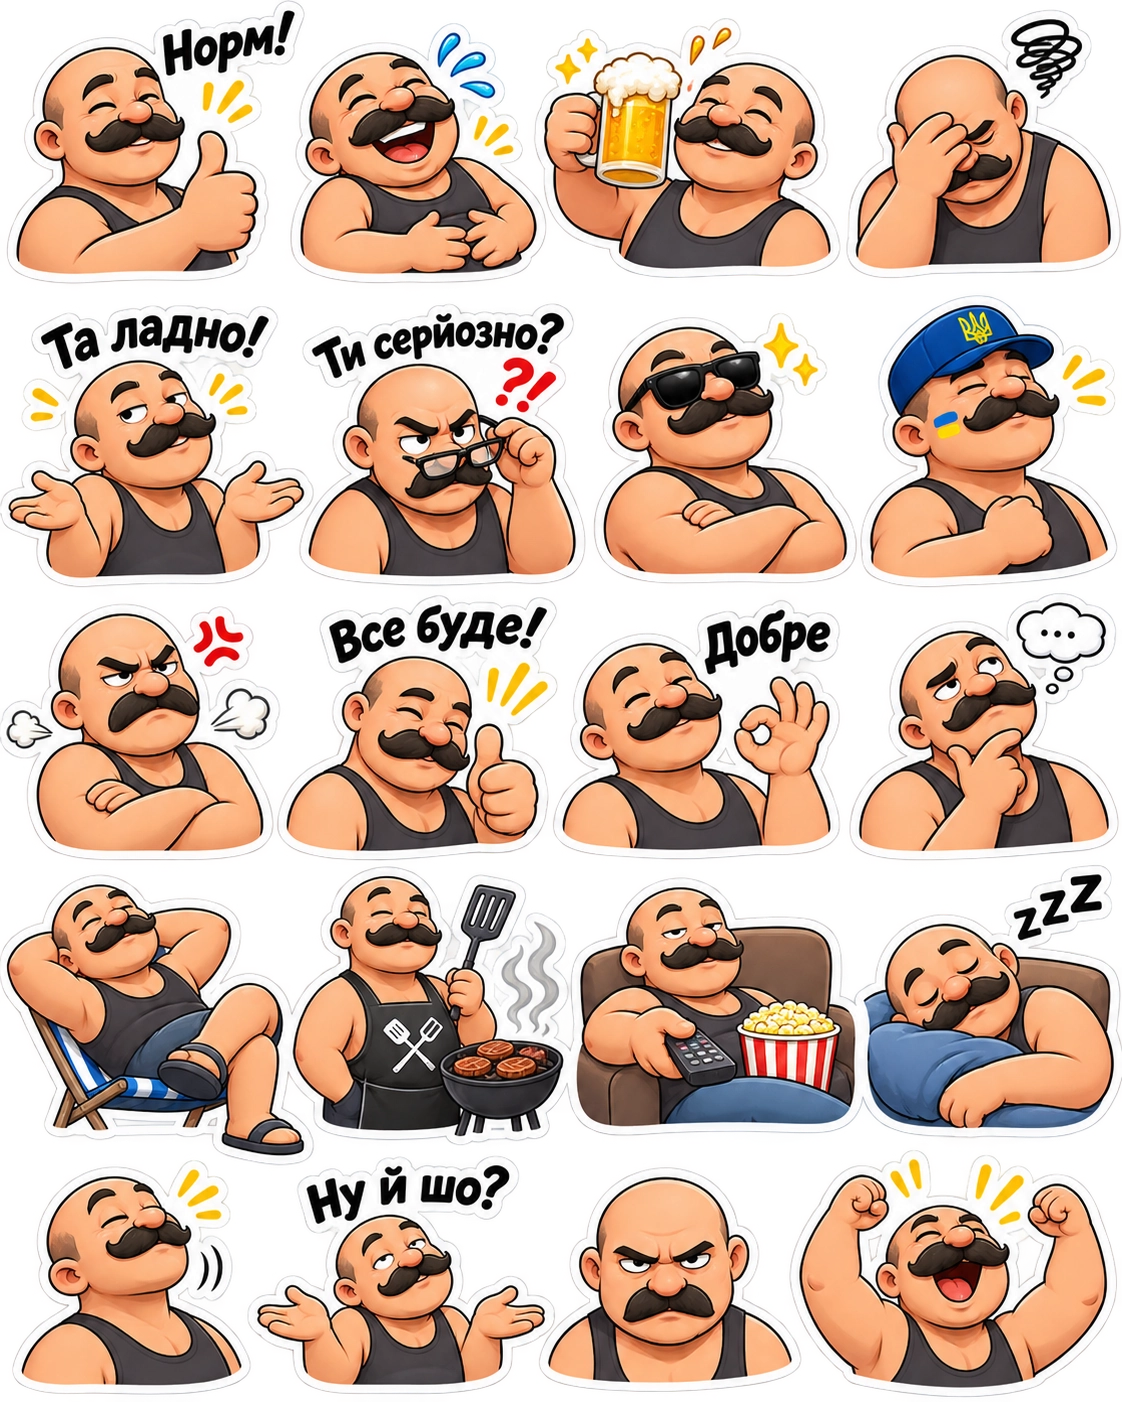 Норм!
Та ладно!
Ти серйозно?
?!
Все буде!
Добре
...
zzZ
Ну й шо?